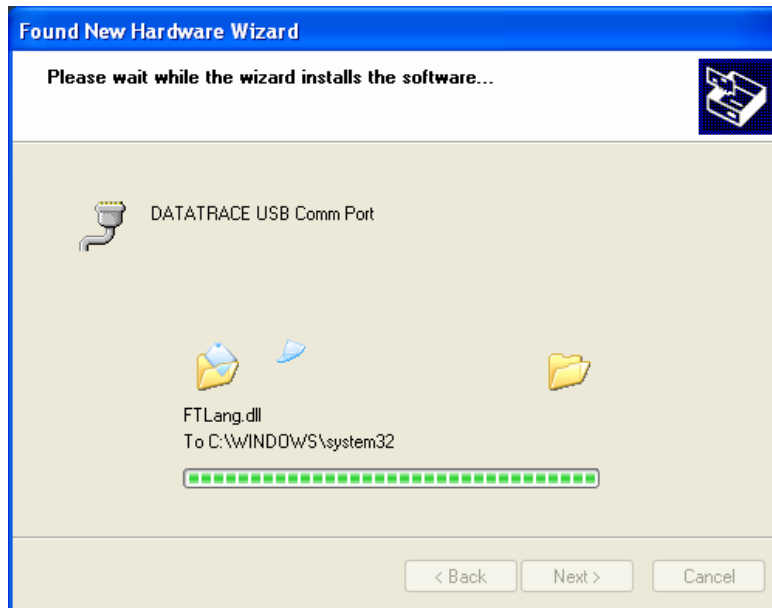 Found New Hardware Wizard
Please wait while the wizard installs the software...
DATATRACE USB Comm Port
FTLang.dll
To C:\WINDOWS\system32
< Back Next > Cancel